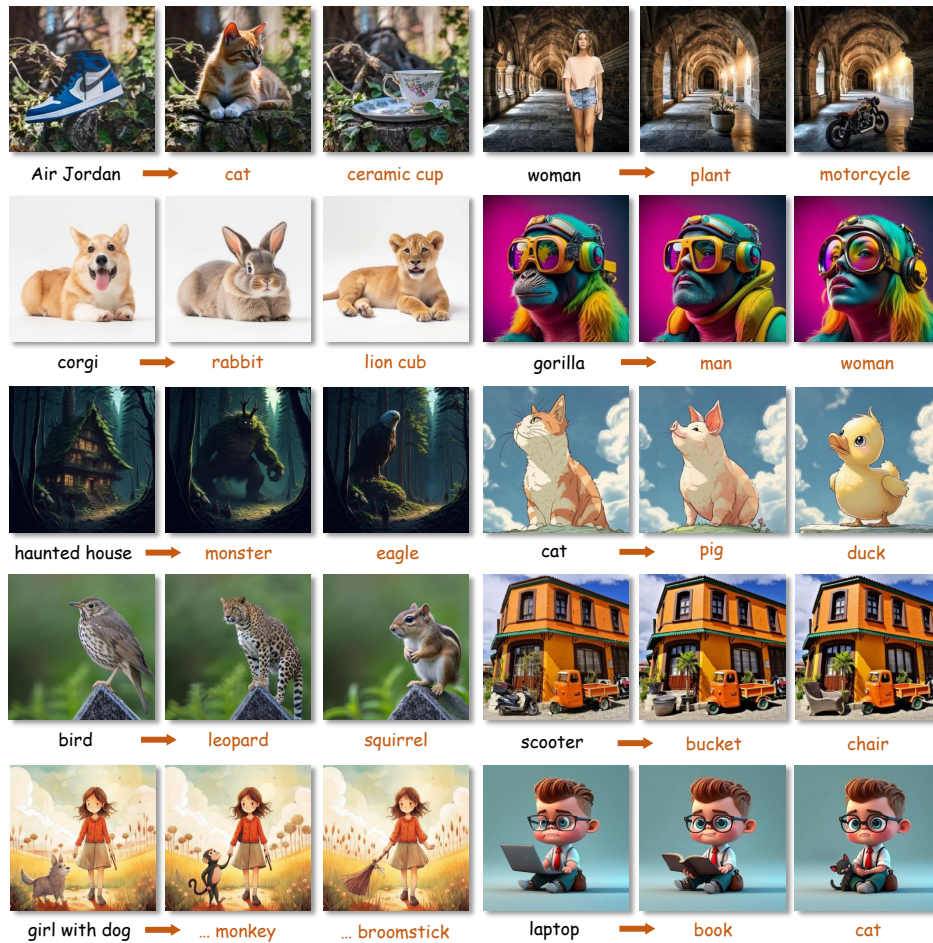 Air Jordan → cat ceramic cup woman → plant motorcycle
corgi → rabbit lion cub gorilla → man woman
haunted house → monster eagle cat → pig duck
bird → leopard squirrel scooter → bucket chair
girl with dog → ... monkey ... broomstick laptop → book cat